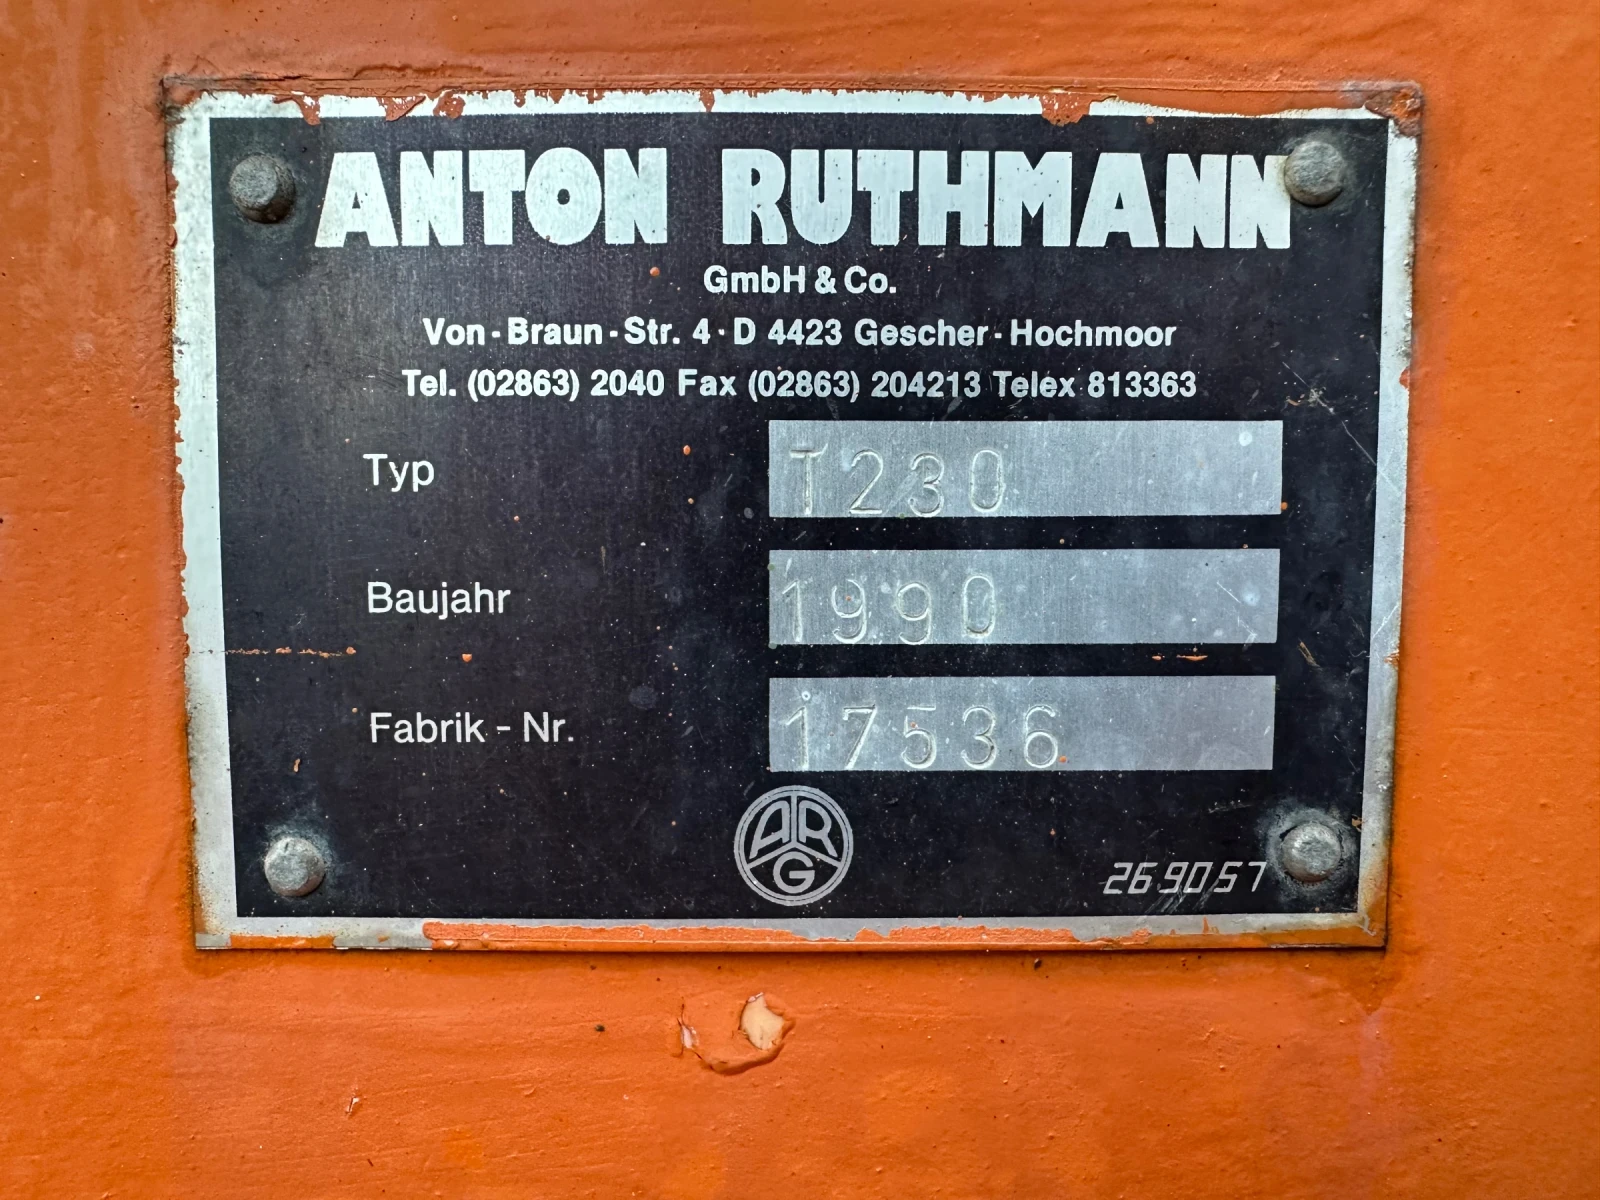 ANTON RUTHMANN
GmbH & Co.
Von - Braun - Str. 4 · D 4423 Gescher - Hochmoor
Tel. (02863) 2040 Fax (02863) 204213 Telex 813363
Typ T230
Baujahr 1990
Fabrik - Nr. 17536
ARG
269057